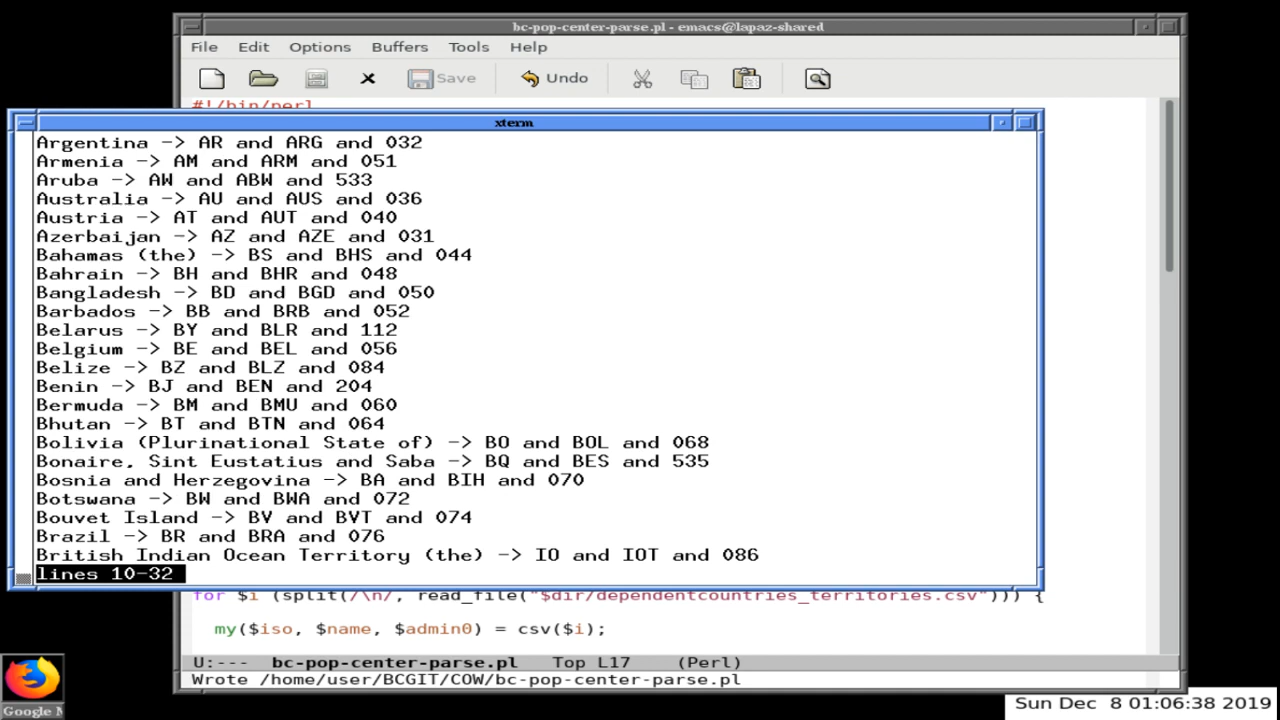 bc-pop-center-parse.pl - emacs@lapaz-shared
File Edit Options Buffers Tools Help
Save Undo
#!/bin/perl
xterm
Argentina -> AR and ARG and 032
Armenia -> AM and ARM and 051
Aruba -> AW and ABW and 533
Australia -> AU and AUS and 036
Austria -> AT and AUT and 040
Azerbaijan -> AZ and AZE and 031
Bahamas (the) -> BS and BHS and 044
Bahrain -> BH and BHR and 048
Bangladesh -> BD and BGD and 050
Barbados -> BB and BRB and 052
Belarus -> BY and BLR and 112
Belgium -> BE and BEL and 056
Belize -> BZ and BLZ and 084
Benin -> BJ and BEN and 204
Bermuda -> BM and BMU and 060
Bhutan -> BT and BTN and 064
Bolivia (Plurinational State of) -> BO and BOL and 068
Bonaire, Sint Eustatius and Saba -> BQ and BES and 535
Bosnia and Herzegovina -> BA and BIH and 070
Botswana -> BW and BWA and 072
Bouvet Island -> BV and BVT and 074
Brazil -> BR and BRA and 076
British Indian Ocean Territory (the) -> IO and IOT and 086
lines 10-32
for $i (split(/\n/, read_file("$dir/dependentcountries_territories.csv"))) {
my($iso, $name, $admin0) = csv($i);
U:--- bc-pop-center-parse.pl Top L17 (Perl)
Wrote /home/user/BCGIT/COW/bc-pop-center-parse.pl
Google M
Sun Dec 8 01:06:38 2019